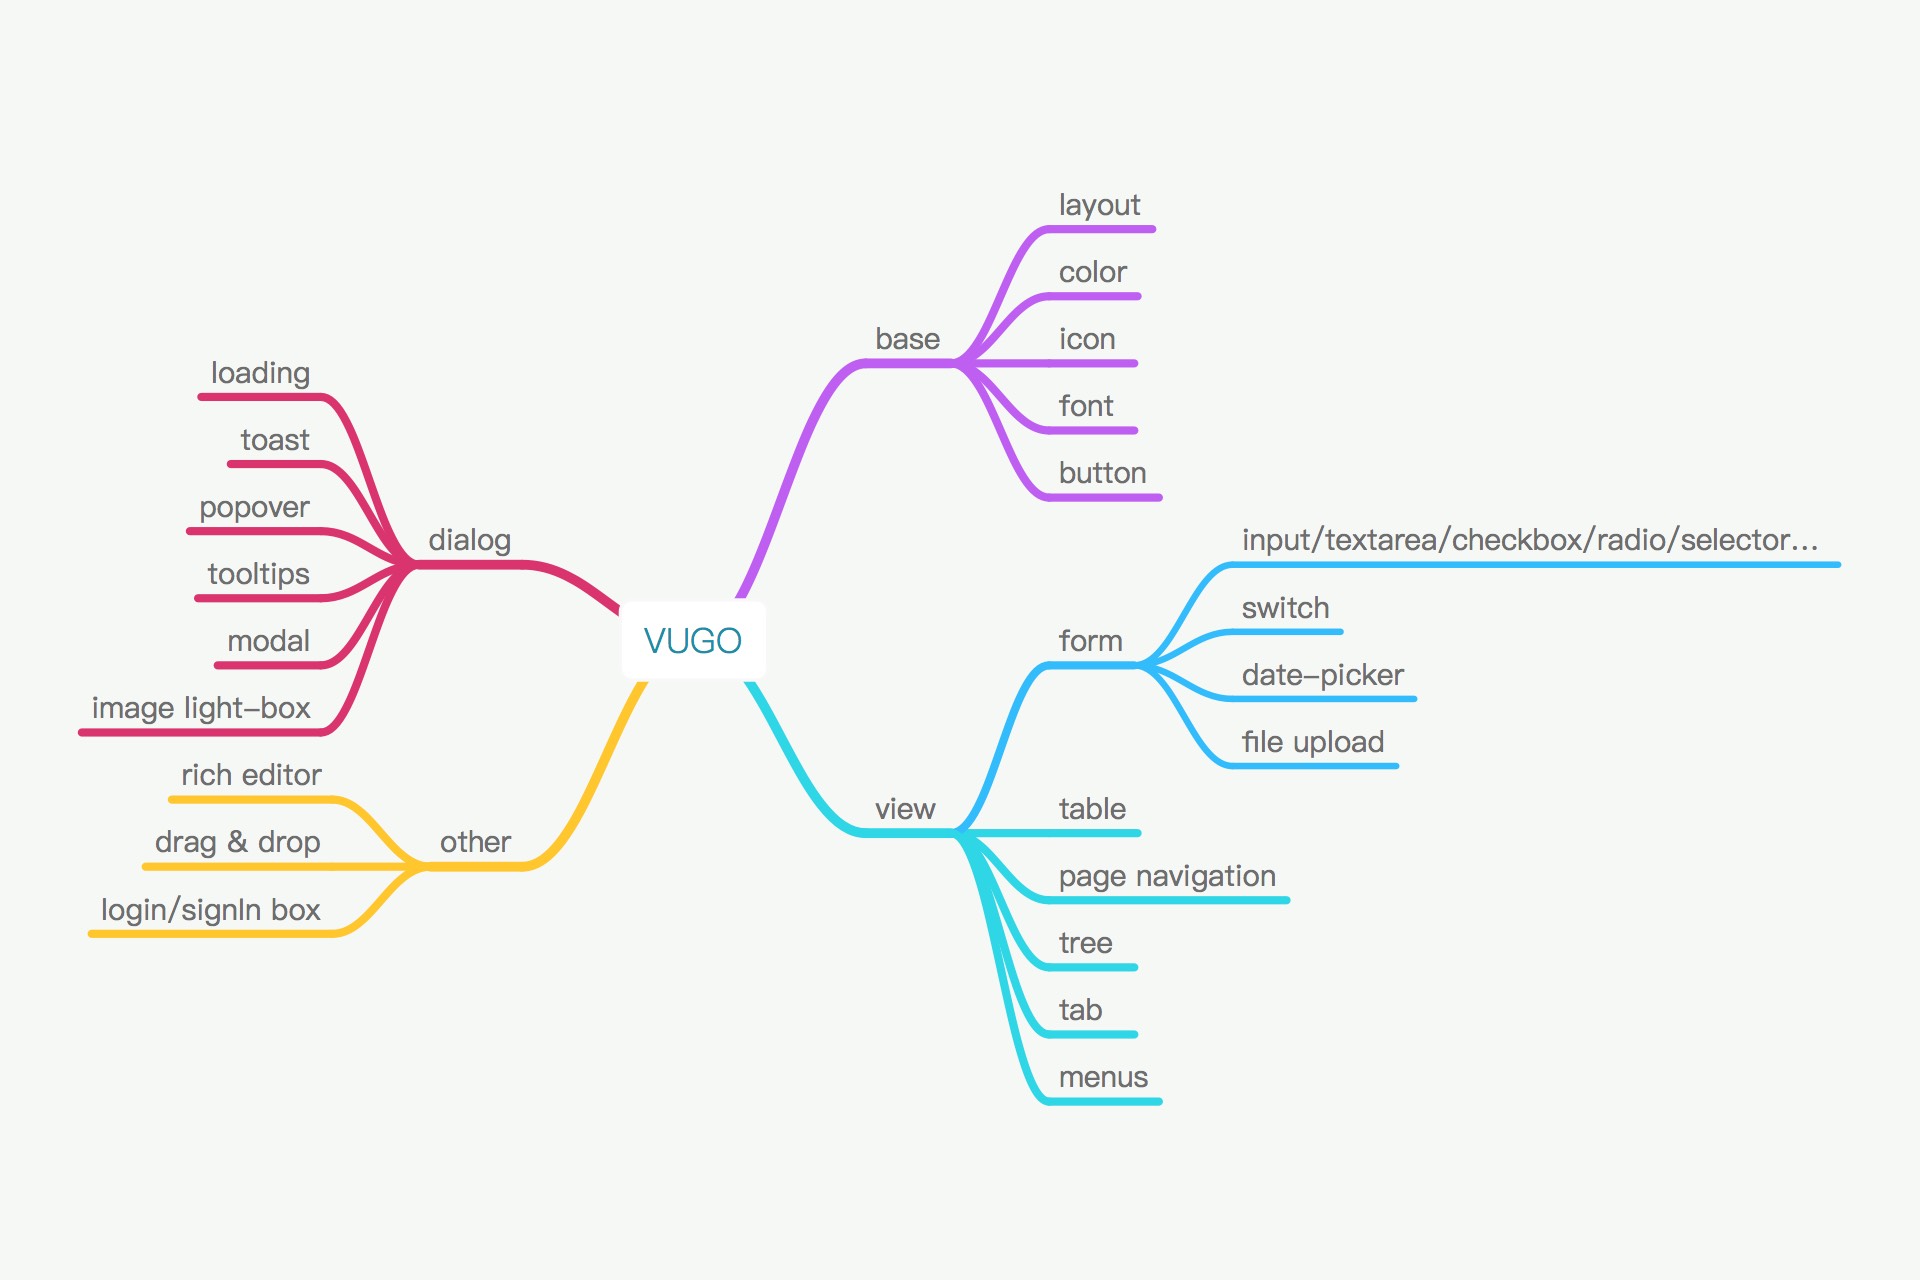 VUGO
base
layout
color
icon
font
button
view
form
input/textarea/checkbox/radio/selector...
switch
date-picker
file upload
table
page navigation
tree
tab
menus
dialog
loading
toast
popover
tooltips
modal
image light-box
other
rich editor
drag & drop
login/signIn box